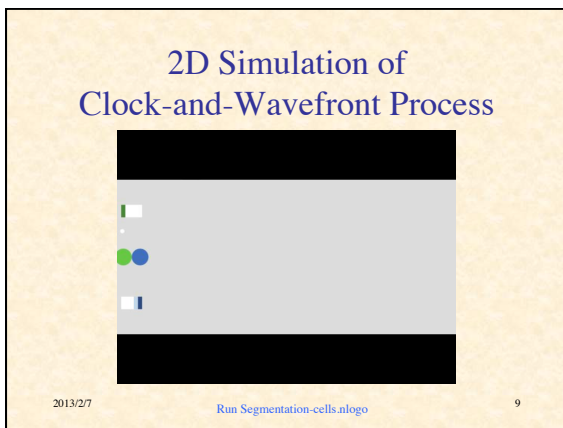 2D Simulation of
Clock-and-Wavefront Process
2013/2/7
Run Segmentation-cells.nlogo
9